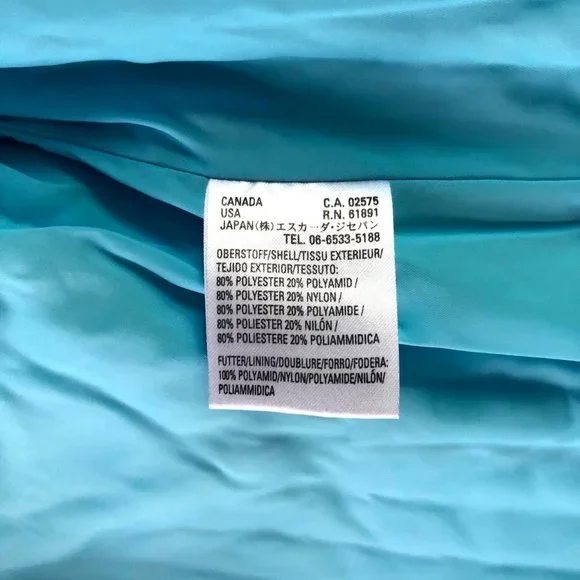 CANADA C.A. 02575
USA R.N. 61891
JAPAN(株)エスカーダ・ジャパン
TEL. 06-6533-5188
OBERSTOFF/SHELL/TISSU EXTERIEUR/
TEJIDO EXTERIOR/TESSUTO:
80% POLYESTER 20% POLYAMID /
80% POLYESTER 20% NYLON /
80% POLYESTER 20% POLYAMIDE /
80% POLIESTER 20% NILÓN /
80% POLIESTERE 20% POLIAMMIDICA
FUTTER/LINING/DOUBLURE/FORRO/FODERA:
100% POLYAMID/NYLON/POLYAMIDE/NILÓN/
POLIAMMIDICA